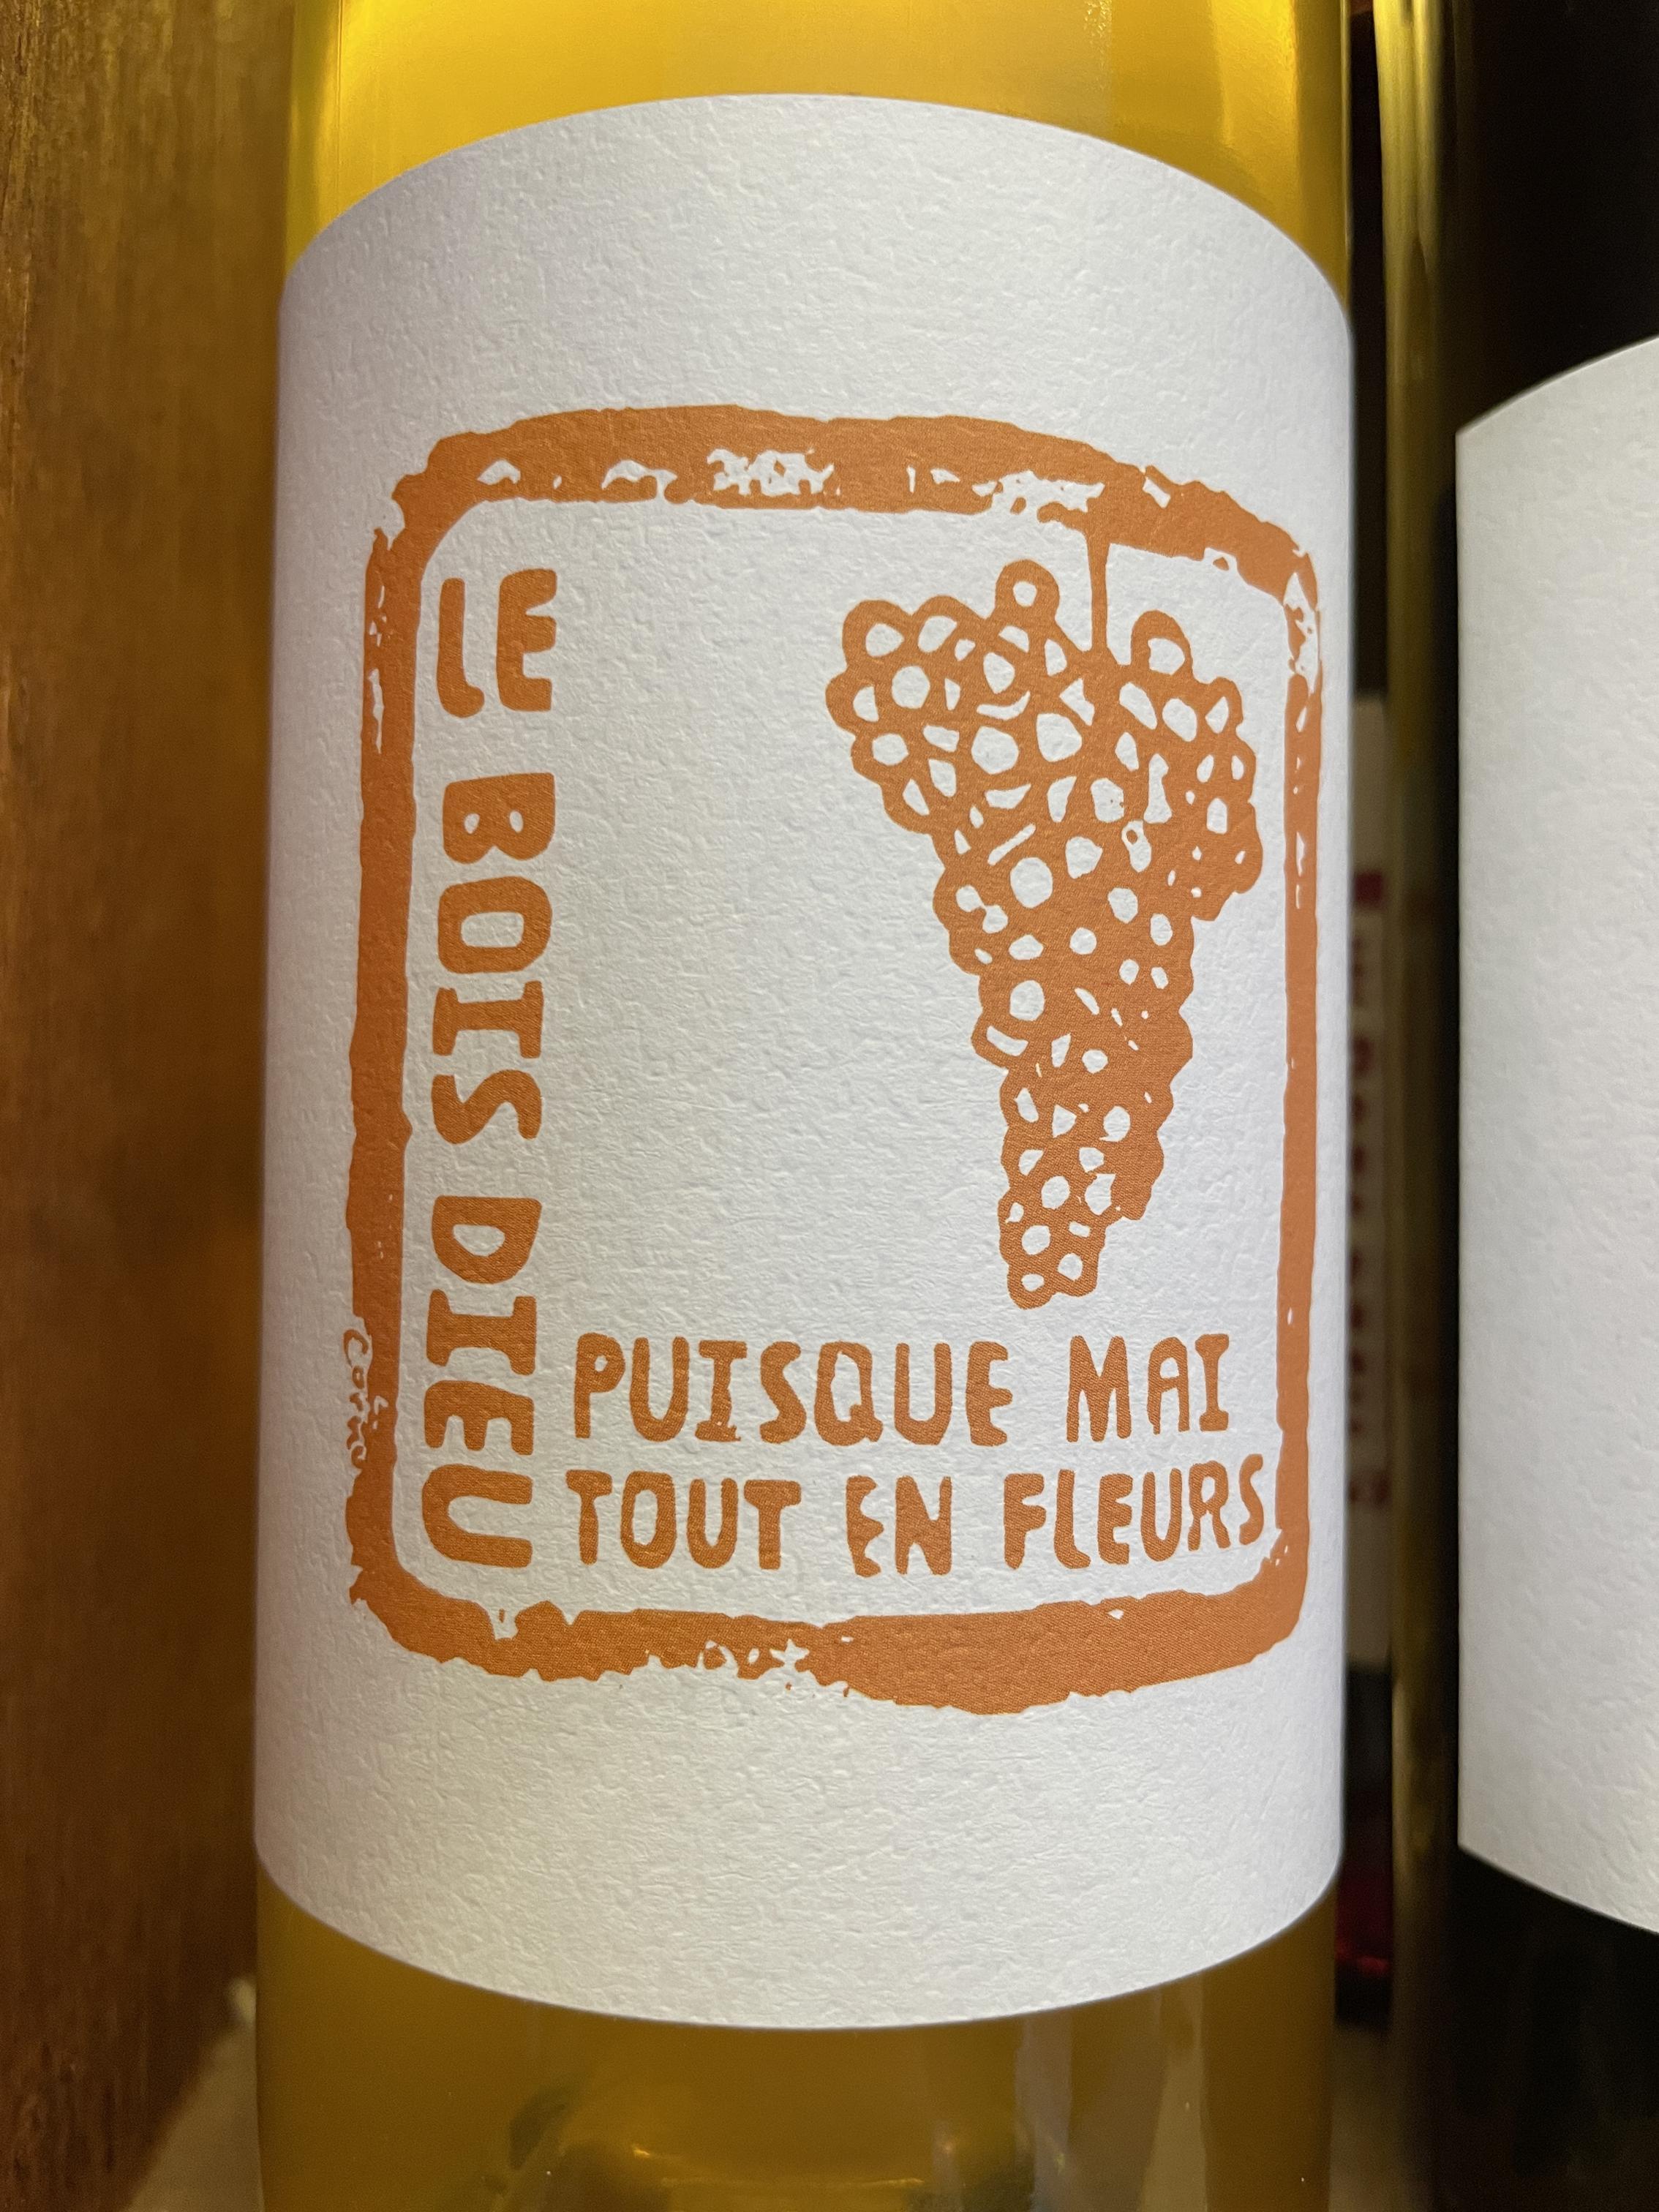 LE BOIS DIEU
PUISQUE MAI
TOUT EN FLEURS